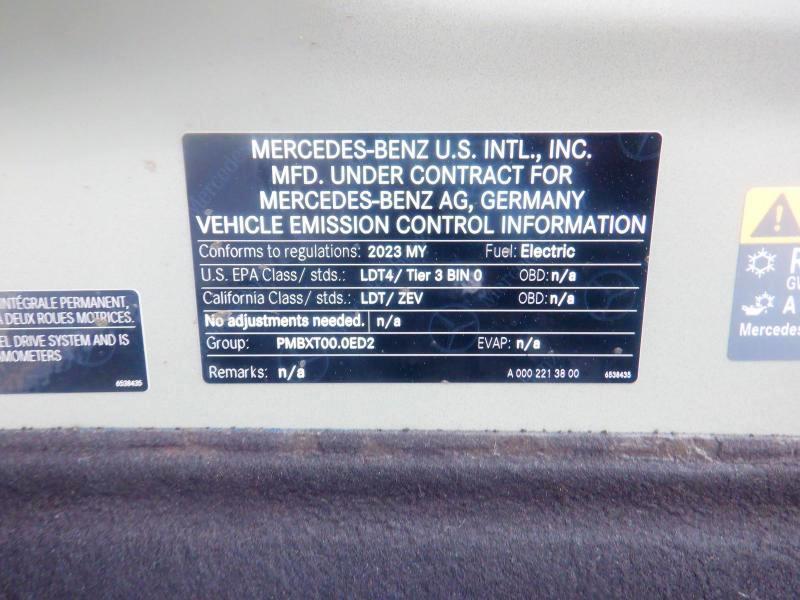 MERCEDES-BENZ U.S. INTL., INC.
MFD. UNDER CONTRACT FOR
MERCEDES-BENZ AG, GERMANY
VEHICLE EMISSION CONTROL INFORMATION
Conforms to regulations: 2023 MY Fuel: Electric
U.S. EPA Class/ stds.: LDT4/ Tier 3 BIN 0 OBD: n/a
California Class/ stds.: LDT/ ZEV OBD: n/a
No adjustments needed. n/a
Group: PMBXT00.0ED2 EVAP: n/a
Remarks: n/a A 000 221 38 00 6538435
INTÉGRALE PERMANENT,
À DEUX ROUES MOTRICES.
DRIVE SYSTEM AND IS
6538435
R
A
Mercedes